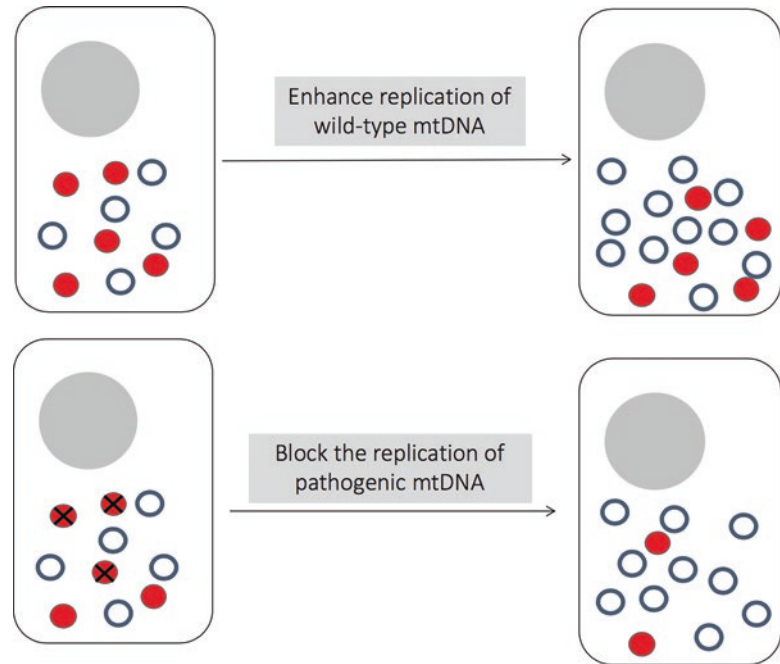 Enhance replication of
wild-type mtDNA
Block the replication of
pathogenic mtDNA